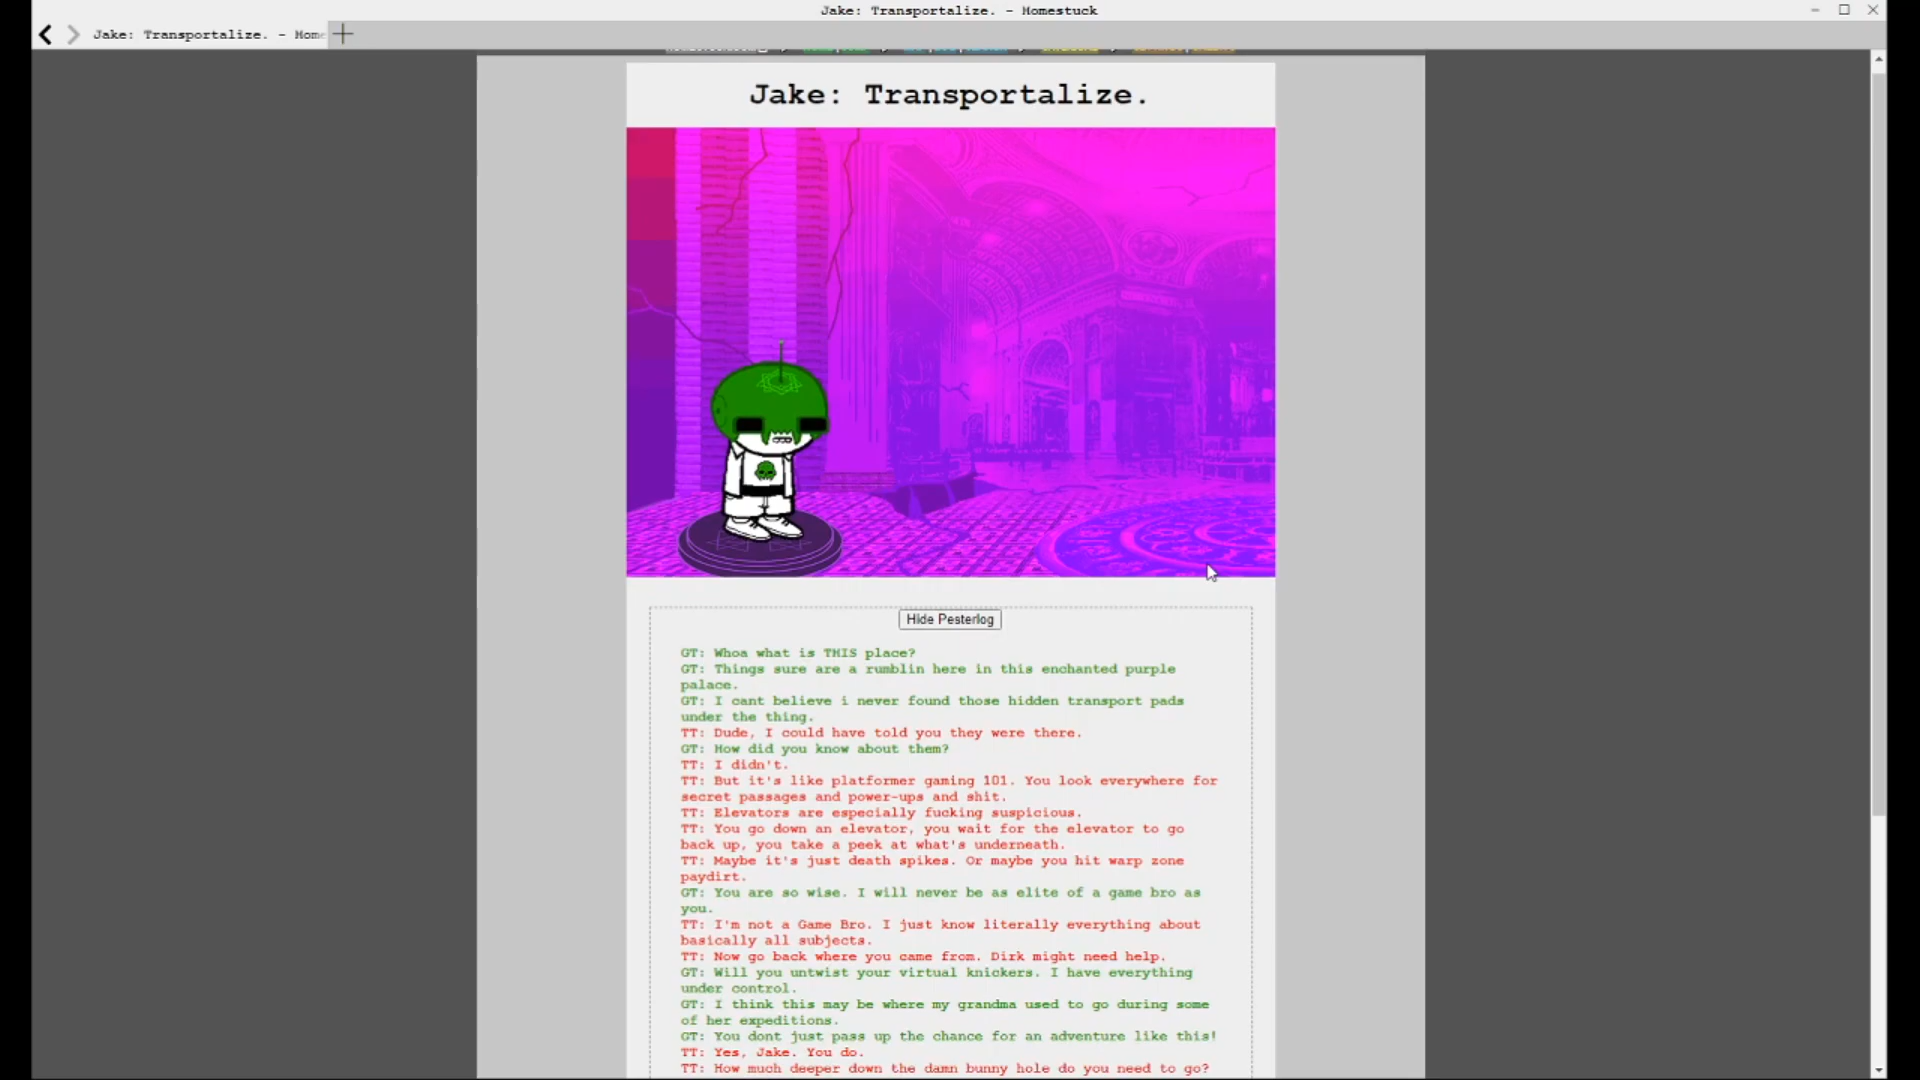 Jake: Transportalize. - Homestuck
Jake: Transportalize. - Home
Jake: Transportalize.
Hide Pesterlog
GT: Whoa what is THIS place?
GT: Things sure are a rumblin here in this enchanted purple
palace.
GT: I cant believe i never found those hidden transport pads
under the thing.
TT: Dude, I could have told you they were there.
GT: How did you know about them?
TT: I didn't.
TT: But it's like platformer gaming 101. You look everywhere for
secret passages and power-ups and shit.
TT: Elevators are especially fucking suspicious.
TT: You go down an elevator, you wait for the elevator to go
back up, you take a peek at what's underneath.
TT: Maybe it's just death spikes. Or maybe you hit warp zone
paydirt.
GT: You are so wise. I will never be as elite of a game bro as
you.
TT: I'm not a Game Bro. I just know literally everything about
basically all subjects.
TT: Now go back where you came from. Dirk might need help.
GT: Will you untwist your virtual knickers. I have everything
under control.
GT: I think this may be where my grandma used to go during some
of her expeditions.
GT: You dont just pass up the chance for an adventure like this!
TT: Yes, Jake. You do.
TT: How much deeper down the damn bunny hole do you need to go?